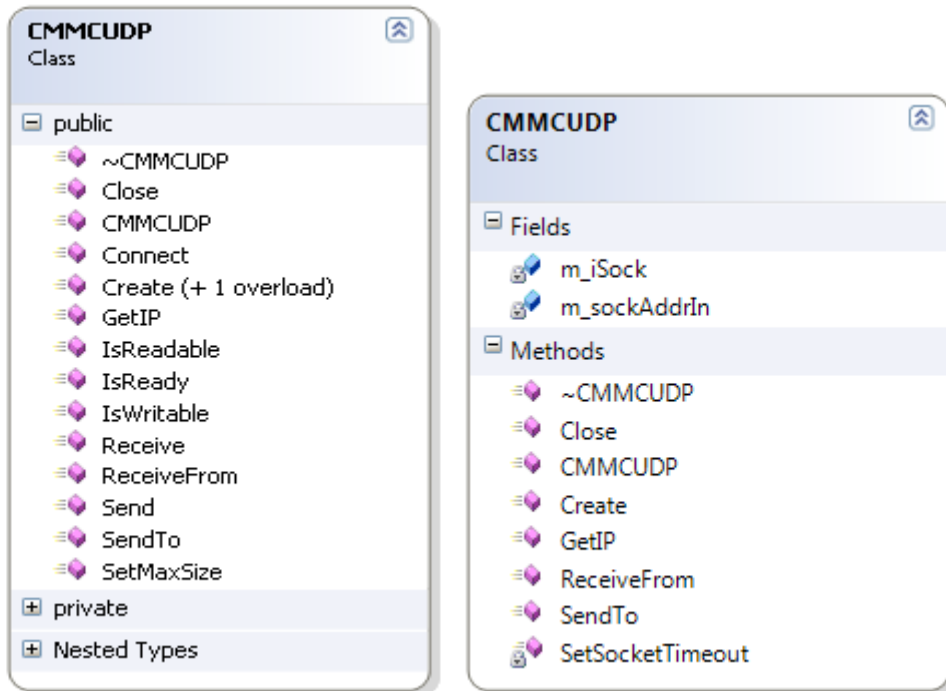 CMMCUDP
Class
public
~CMMCUDP
Close
CMMCUDP
Connect
Create (+ 1 overload)
GetIP
IsReadable
IsReady
IsWritable
Receive
ReceiveFrom
Send
SendTo
SetMaxSize
private
Nested Types
CMMCUDP
Class
Fields
m_iSock
m_sockAddrIn
Methods
~CMMCUDP
Close
CMMCUDP
Create
GetIP
ReceiveFrom
SendTo
SetSocketTimeout